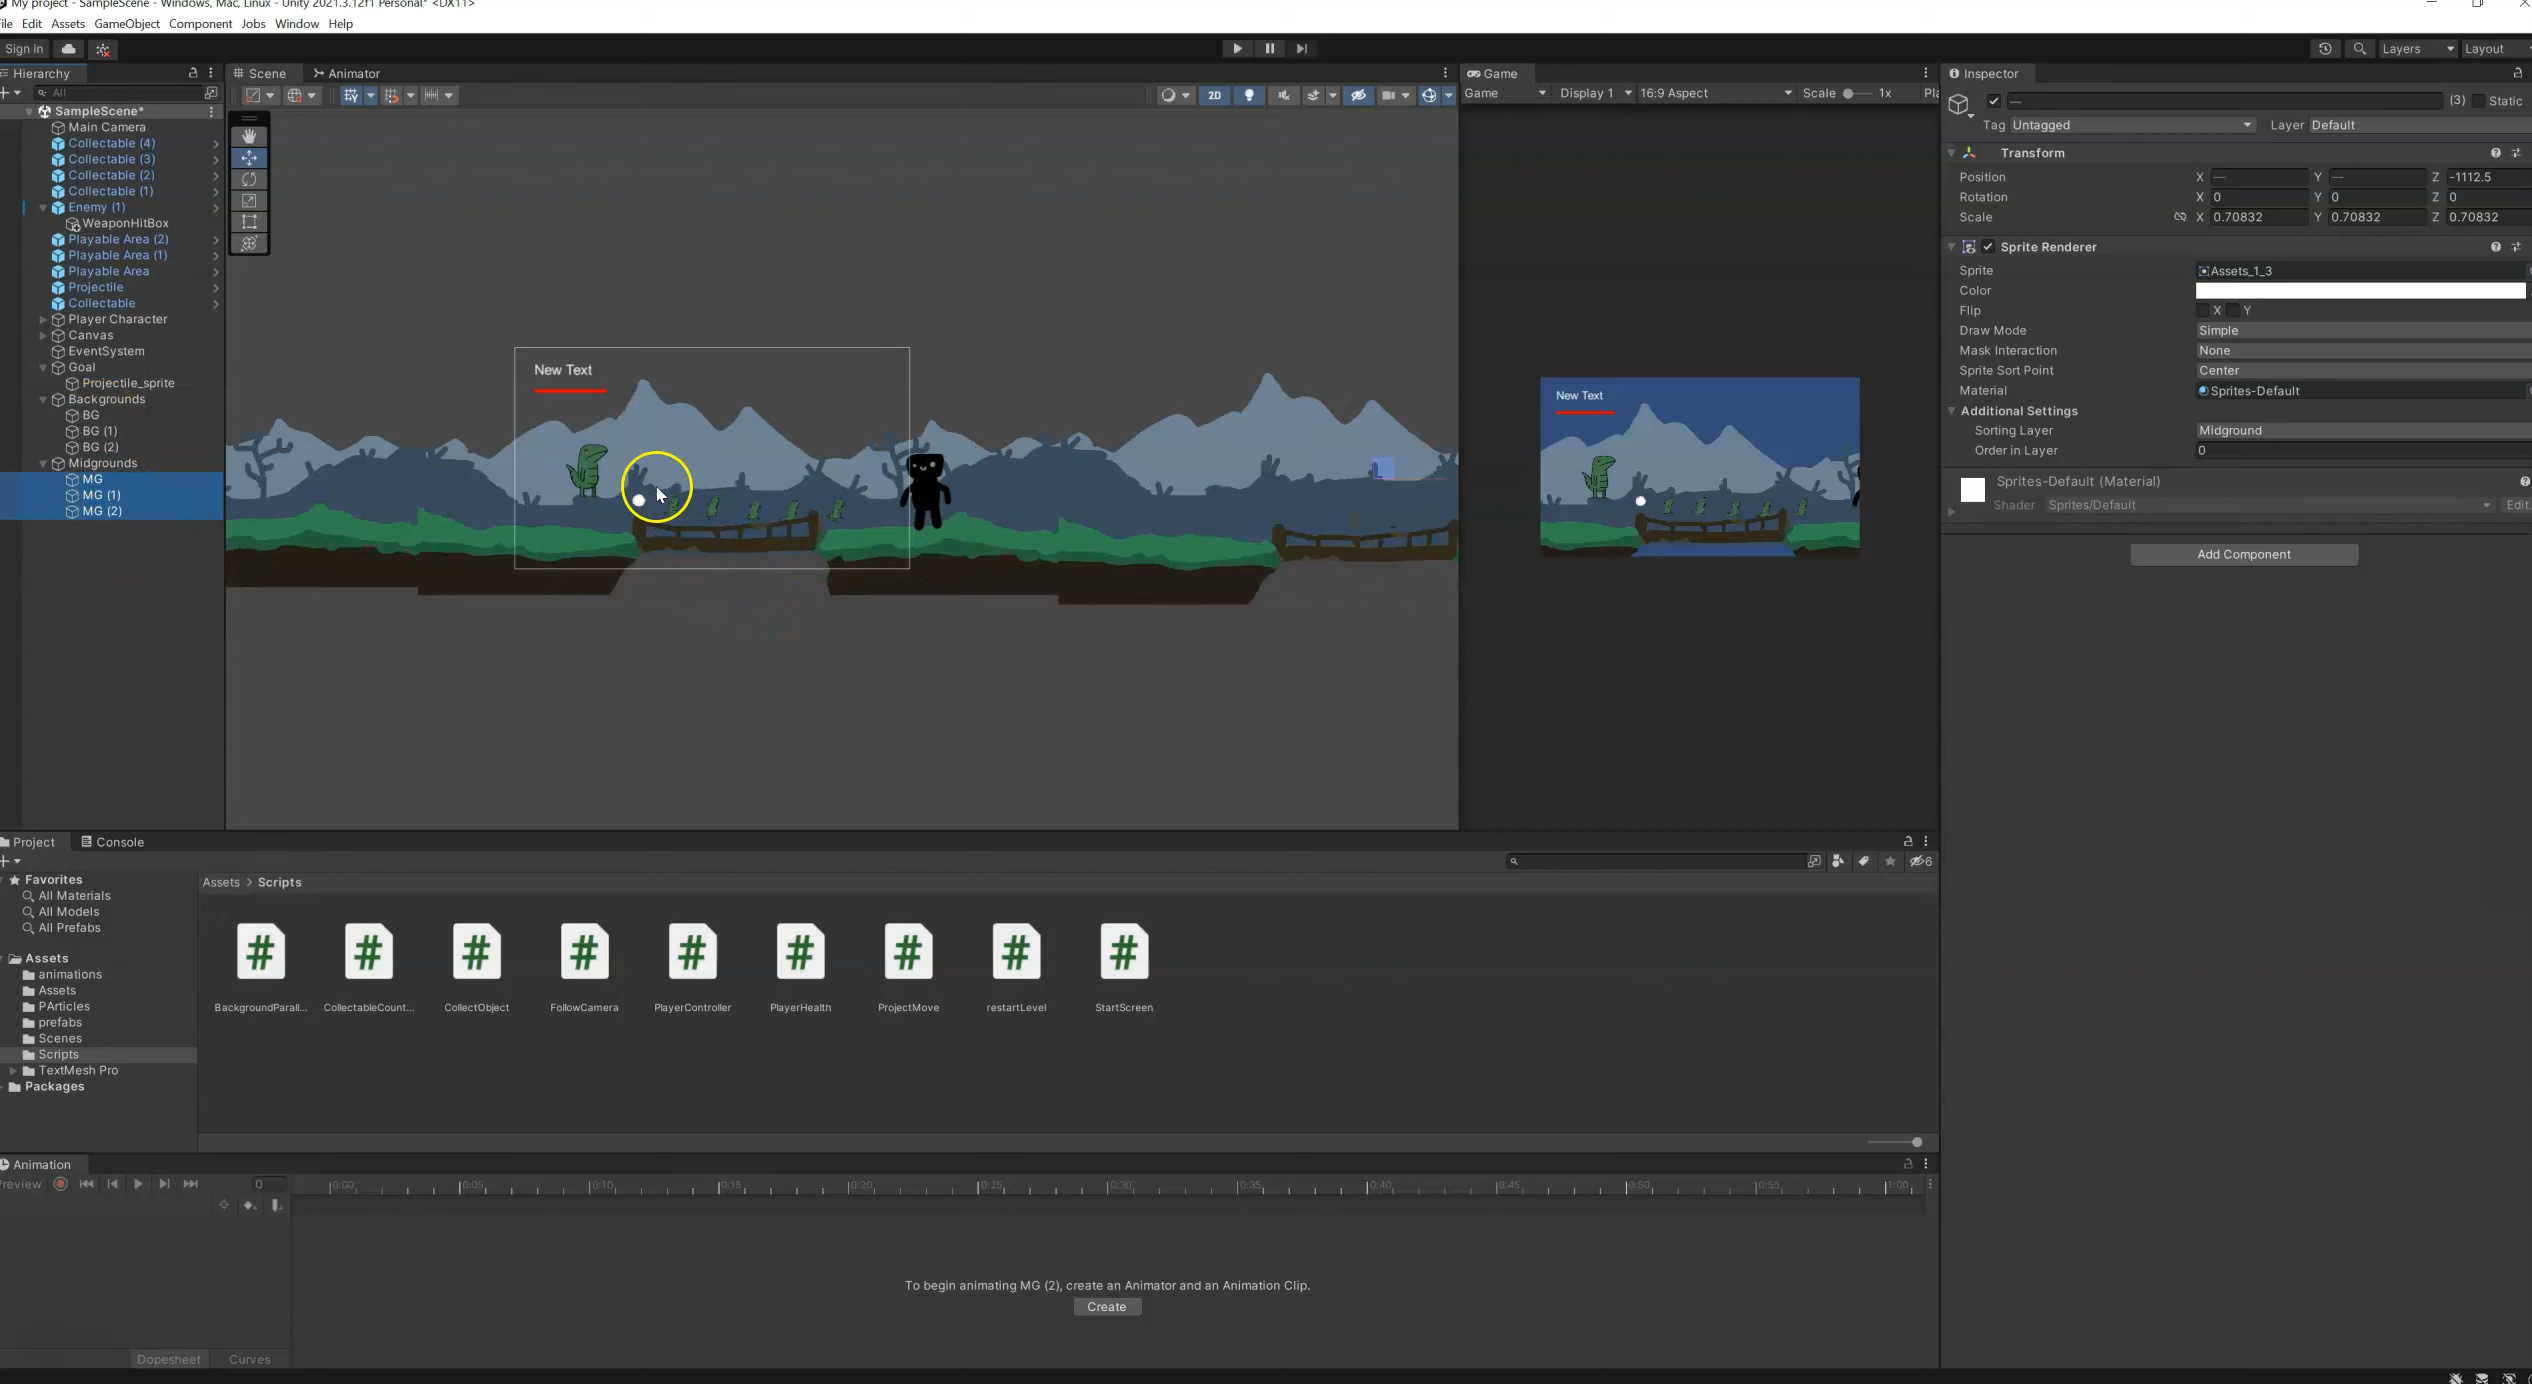 My project - SampleScene - Windows, Mac, Linux - Unity 2021.3.12f1 Personal* <DX11>
File Edit Assets GameObject Component Jobs Window Help
Sign in
Layers
Layout
Hierarchy
All
SampleScene*
Main Camera
Collectable (4)
Collectable (3)
Collectable (2)
Collectable (1)
Enemy (1)
WeaponHitBox
Playable Area (2)
Playable Area (1)
Playable Area
Projectile
Collectable
Player Character
Canvas
EventSystem
Goal
Projectile_sprite
Backgrounds
BG
BG (1)
BG (2)
Midgrounds
MG
MG (1)
MG (2)
Scene Animator
2D
New Text
Game
Game Display 1 16:9 Aspect Scale 1x Pl
New Text
Inspector
— (3) Static
Tag Untagged Layer Default
Transform
Position X — Y — Z -1112.5
Rotation X 0 Y 0 Z 0
Scale X 0.70832 Y 0.70832 Z 0.70832
Sprite Renderer
Sprite Assets_1_3
Color
Flip X Y
Draw Mode Simple
Mask Interaction None
Sprite Sort Point Center
Material Sprites-Default
Additional Settings
Sorting Layer Midground
Order in Layer 0
Sprites-Default (Material)
Shader Sprites/Default Edit..
Add Component
Project Console
6
Favorites
All Materials
All Models
All Prefabs
Assets
animations
Assets
PArticles
prefabs
Scenes
Scripts
TextMesh Pro
Packages
Assets > Scripts
BackgroundParall... CollectableCount... CollectObject FollowCamera PlayerController PlayerHealth ProjectMove restartLevel StartScreen
Animation
review 0
0:00 0:05 0:10 0:15 0:20 0:25 0:30 0:35 0:40 0:45 0:50 0:55 1:00
To begin animating MG (2), create an Animator and an Animation Clip.
Create
Dopesheet Curves